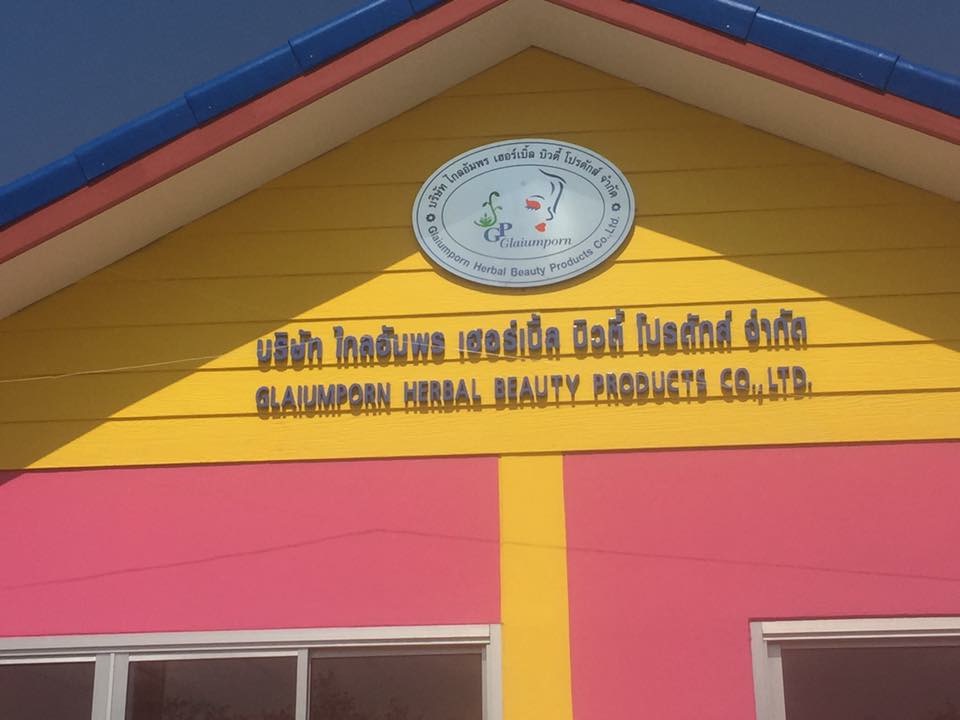 บริษัท ไกลอัมพร เฮอร์เบิ้ล บิวตี้ โปรดักส์ จำกัด
GP
Glaiumporn
Glaiumporn Herbal Beauty Products Co.,Ltd.
บริษัท ไกลอัมพร เฮอร์เบิ้ล บิวตี้ โปรดักส์ จำกัด
GLAIUMPORN HERBAL BEAUTY PRODUCTS CO.,LTD.